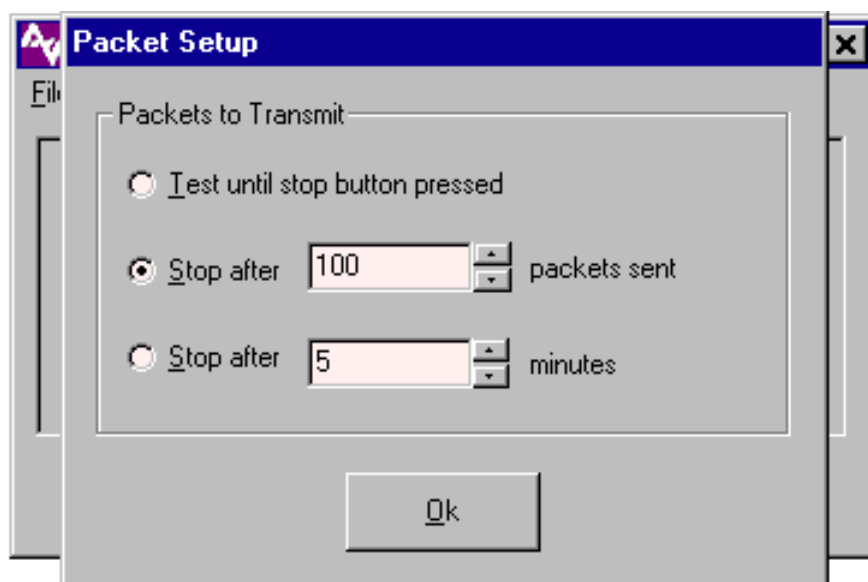 Packet Setup
File
Packets to Transmit
Test until stop button pressed
Stop after 100 packets sent
Stop after 5 minutes
Ok